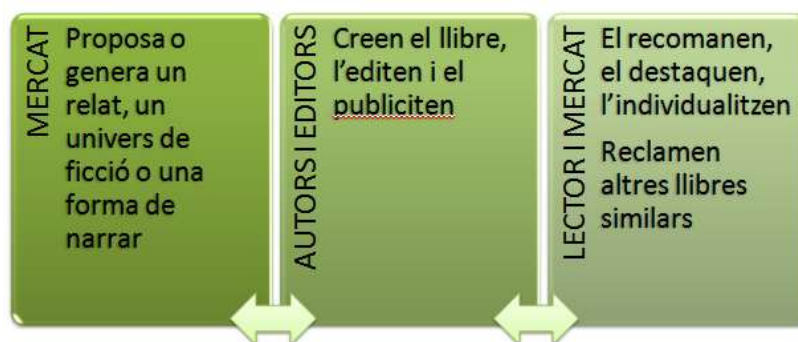 MERCAT
Proposa o
genera un
relat, un
univers de
ficció o una
forma de
narrar
AUTORS I EDITORS
Creen el llibre,
l'editen i el
publiciten
LECTOR I MERCAT
El recomanen,
el destaquen,
l'individualitzen
Reclamen
altres llibres
similars